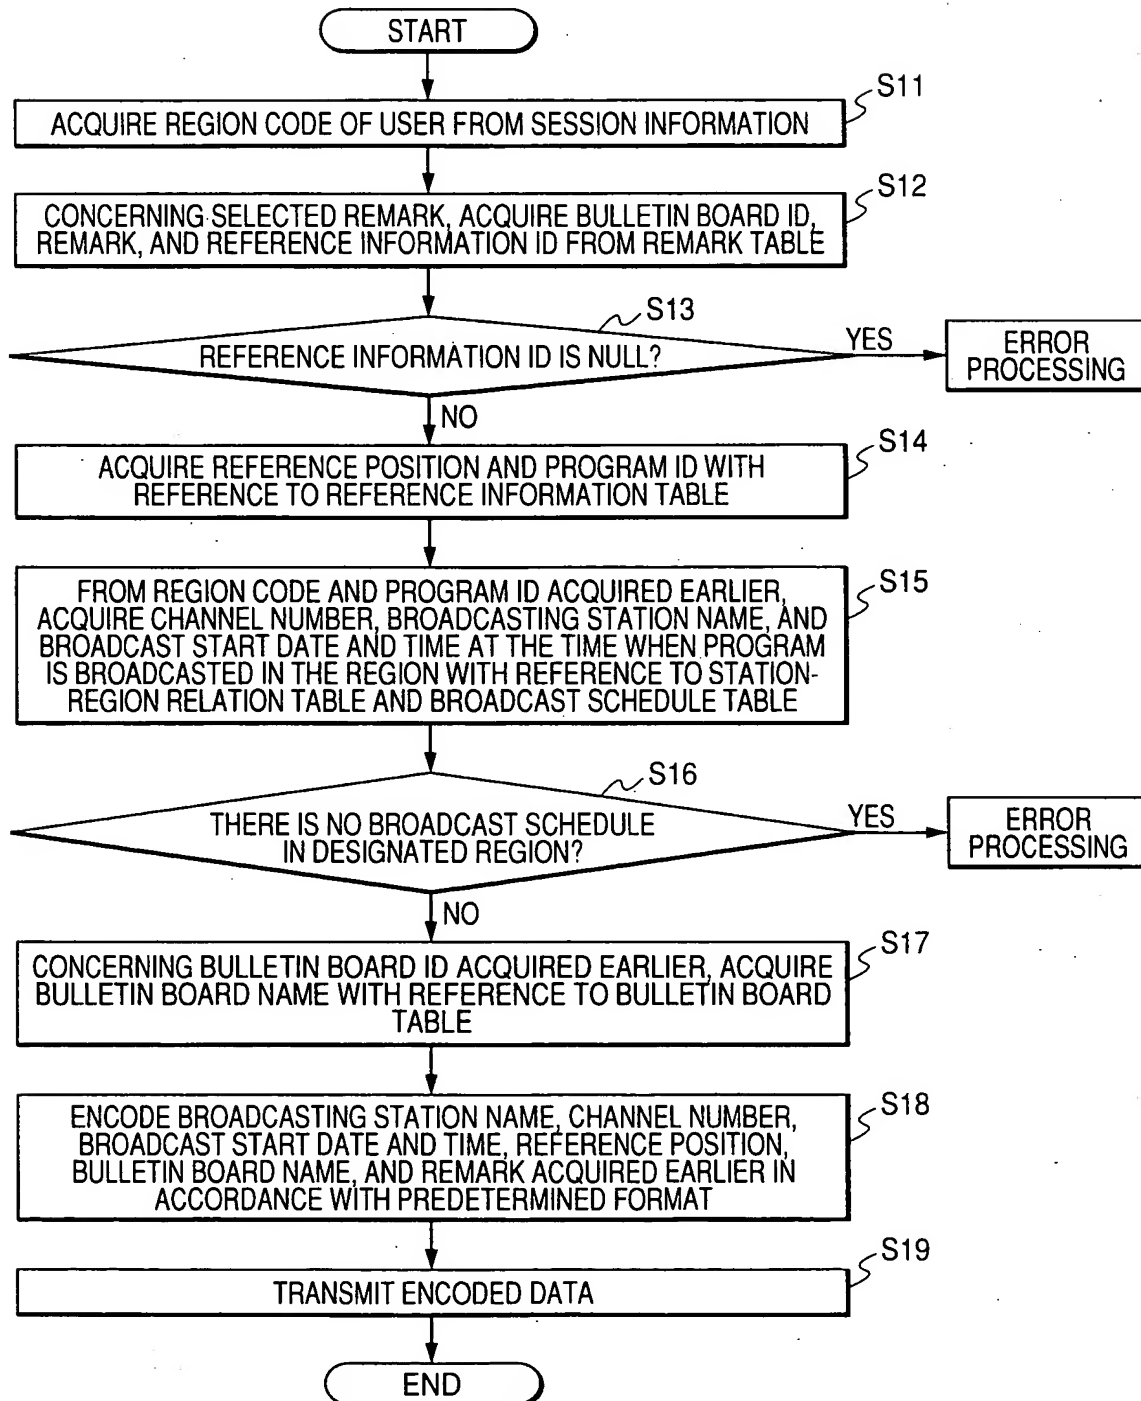 START
S11
ACQUIRE REGION CODE OF USER FROM SESSION INFORMATION
S12
CONCERNING SELECTED REMARK, ACQUIRE BULLETIN BOARD ID,
REMARK, AND REFERENCE INFORMATION ID FROM REMARK TABLE
S13
REFERENCE INFORMATION ID IS NULL?
YES
ERROR
PROCESSING
NO
S14
ACQUIRE REFERENCE POSITION AND PROGRAM ID WITH
REFERENCE TO REFERENCE INFORMATION TABLE
S15
FROM REGION CODE AND PROGRAM ID ACQUIRED EARLIER,
ACQUIRE CHANNEL NUMBER, BROADCASTING STATION NAME, AND
BROADCAST START DATE AND TIME AT THE TIME WHEN PROGRAM
IS BROADCASTED IN THE REGION WITH REFERENCE TO STATION-
REGION RELATION TABLE AND BROADCAST SCHEDULE TABLE
S16
THERE IS NO BROADCAST SCHEDULE
IN DESIGNATED REGION?
YES
ERROR
PROCESSING
NO
S17
CONCERNING BULLETIN BOARD ID ACQUIRED EARLIER, ACQUIRE
BULLETIN BOARD NAME WITH REFERENCE TO BULLETIN BOARD
TABLE
S18
ENCODE BROADCASTING STATION NAME, CHANNEL NUMBER,
BROADCAST START DATE AND TIME, REFERENCE POSITION,
BULLETIN BOARD NAME, AND REMARK ACQUIRED EARLIER IN
ACCORDANCE WITH PREDETERMINED FORMAT
S19
TRANSMIT ENCODED DATA
END